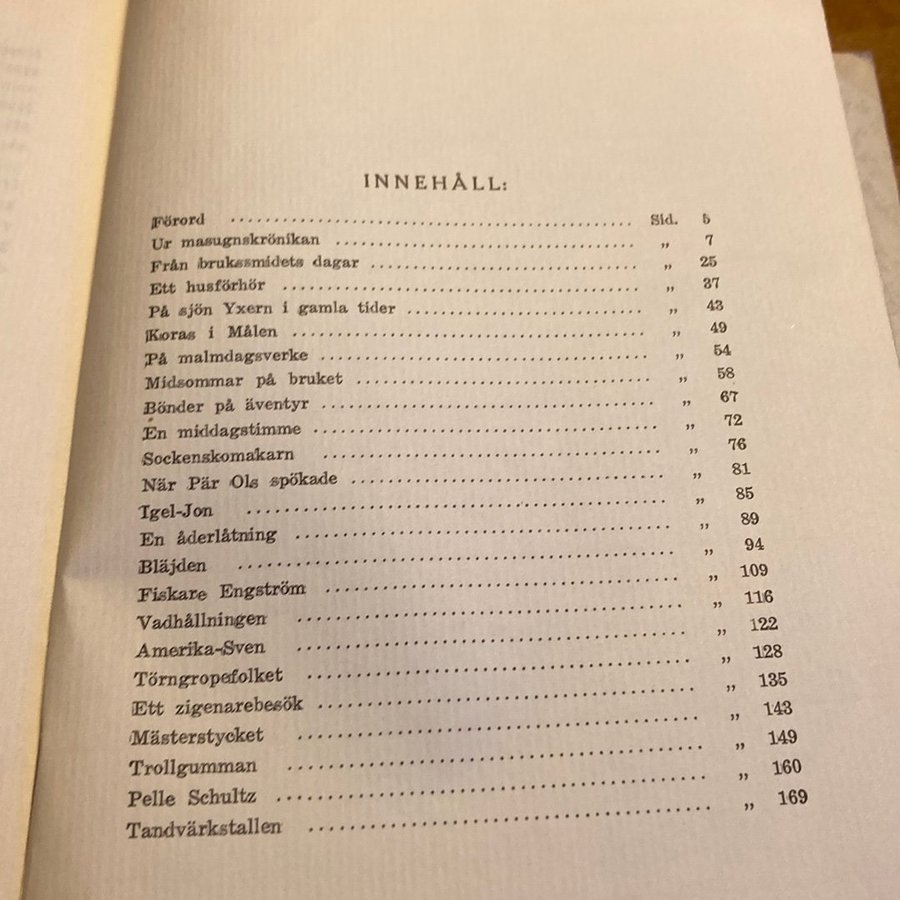 INNEHÅLL:
Förord ........................................ Sid. 5
Ur masugnskrönikan ........................................ „ 7
Från brukssmidets dagar ........................................ „ 25
Ett husförhör ........................................ „ 37
På sjön Yxern i gamla tider ........................................ „ 43
Koras i Målen ........................................ „ 49
På malmdagsverke ........................................ „ 54
Midsommar på bruket ........................................ „ 58
Bönder på äventyr ........................................ „ 67
En middagstimme ........................................ „ 72
Sockenskomakarn ........................................ „ 76
När Pär Ols spökade ........................................ „ 81
Igel-Jon ........................................ „ 85
En åderlåtning ........................................ „ 89
Bläjden ........................................ „ 94
Fiskare Engström ........................................ „ 109
Vadhållningen ........................................ „ 116
Amerika-Sven ........................................ „ 122
Törngropefolket ........................................ „ 128
Ett zigenarebesök ........................................ „ 135
Mästerstycket ........................................ „ 143
Trollgumman ........................................ „ 149
Pelle Schultz ........................................ „ 160
Tandvärkstallen ........................................ „ 169